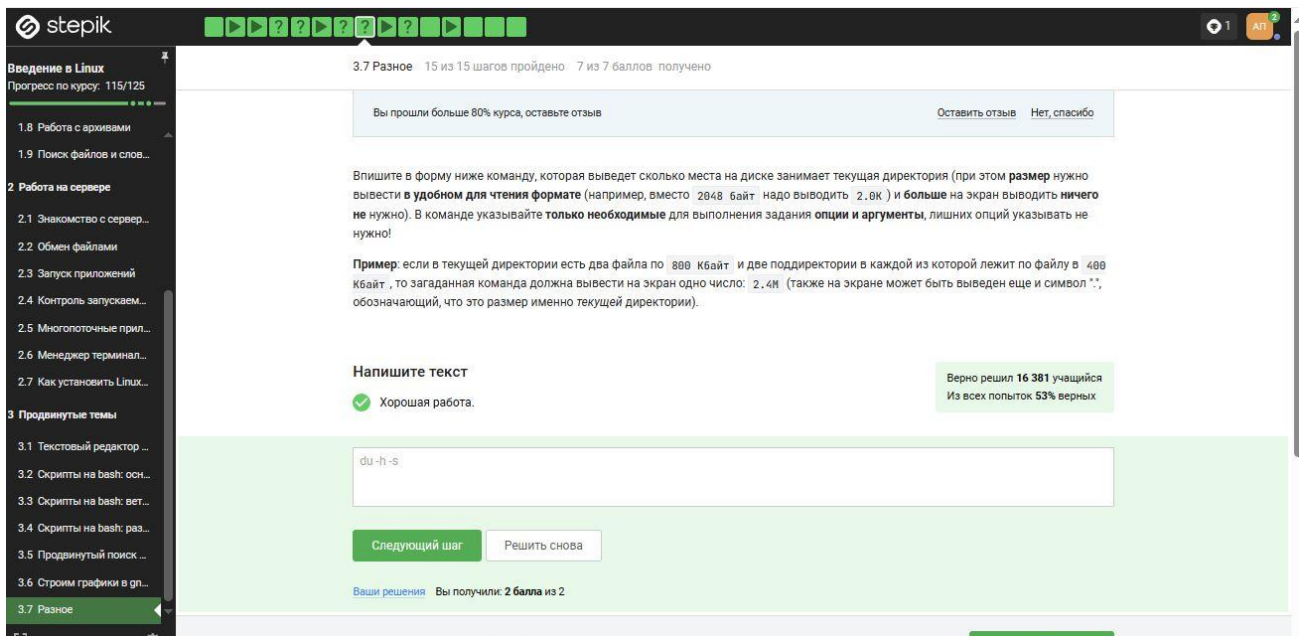 stepik
1
АП
2
Введение в Linux
Прогресс по курсу: 115/125
1.8 Работа с архивами
1.9 Поиск файлов и слов...
2 Работа на сервере
2.1 Знакомство с сервер...
2.2 Обмен файлами
2.3 Запуск приложений
2.4 Контроль запускаем...
2.5 Многопоточные прил...
2.6 Менеджер терминал...
2.7 Как установить Linux...
3 Продвинутые темы
3.1 Текстовый редактор ...
3.2 Скрипты на bash: осн...
3.3 Скрипты на bash: вет...
3.4 Скрипты на bash: раз...
3.5 Продвинутый поиск ...
3.6 Строим графики в gn...
3.7 Разное
3.7 Разное 15 из 15 шагов пройдено 7 из 7 баллов получено
Вы прошли больше 80% курса, оставьте отзыв Оставить отзыв Нет, спасибо
Впишите в форму ниже команду, которая выведет сколько места на диске занимает текущая директория (при этом размер нужно
вывести в удобном для чтения формате (например, вместо 2048 байт надо выводить 2.0K ) и больше на экран выводить ничего
не нужно). В команде указывайте только необходимые для выполнения задания опции и аргументы, лишних опций указывать не
нужно!
Пример: если в текущей директории есть два файла по 800 Кбайт и две поддиректории в каждой из которой лежит по файлу в 400
Кбайт , то загаданная команда должна вывести на экран одно число: 2.4M (также на экране может быть выведен еще и символ ".",
обозначающий, что это размер именно текущей директории).
Напишите текст
Хорошая работа.
Верно решил 16 381 учащийся
Из всех попыток 53% верных
du -h -s
Следующий шаг Решить снова
Ваши решения Вы получили: 2 балла из 2